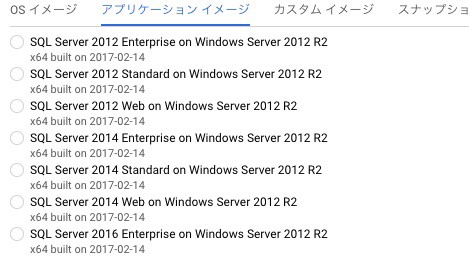 OS イメージ アプリケーション イメージ カスタム イメージ スナップショ
SQL Server 2012 Enterprise on Windows Server 2012 R2
x64 built on 2017-02-14
SQL Server 2012 Standard on Windows Server 2012 R2
x64 built on 2017-02-14
SQL Server 2012 Web on Windows Server 2012 R2
x64 built on 2017-02-14
SQL Server 2014 Enterprise on Windows Server 2012 R2
x64 built on 2017-02-14
SQL Server 2014 Standard on Windows Server 2012 R2
x64 built on 2017-02-14
SQL Server 2014 Web on Windows Server 2012 R2
x64 built on 2017-02-14
SQL Server 2016 Enterprise on Windows Server 2012 R2
x64 built on 2017-02-14